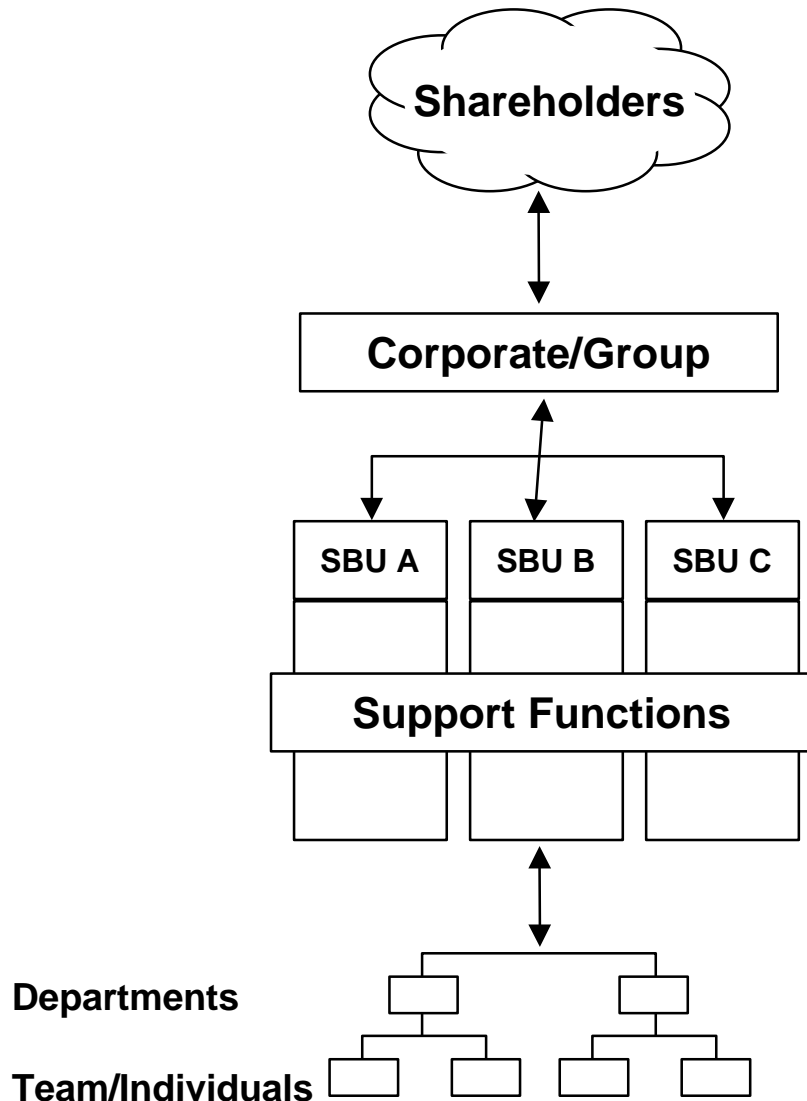 Shareholders
Corporate/Group
SBU A
SBU B
SBU C
Support Functions
Departments
Team/Individuals